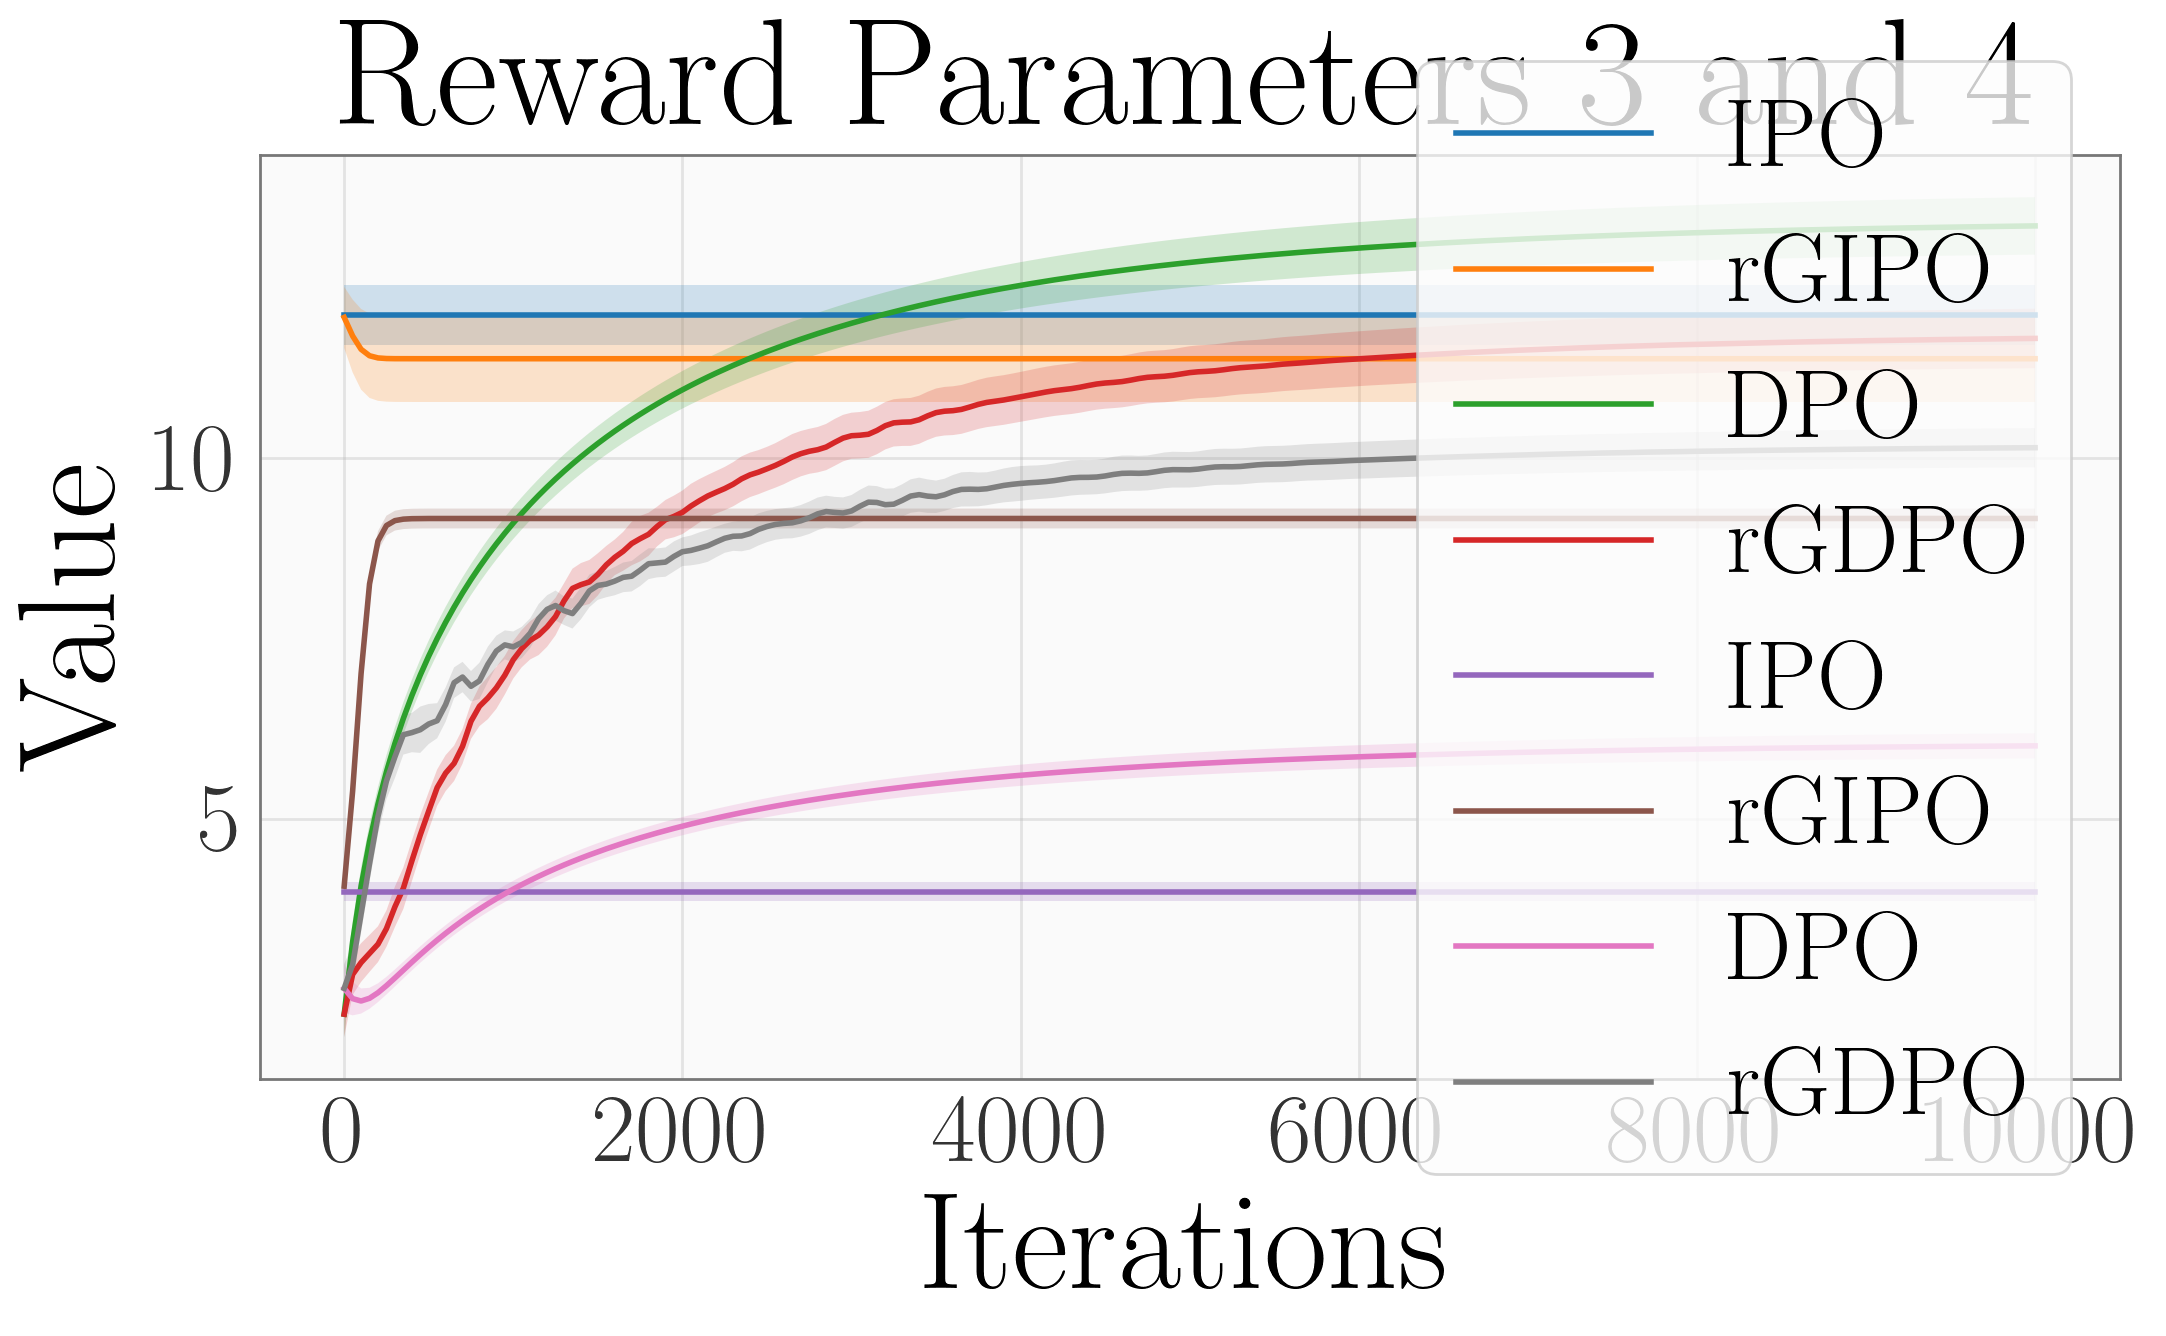 Reward Parameters 3 and 4
IPO
rGIPO
DPO
rGDPO
IPO
rGIPO
DPO
rGDPO
Value
10
5
0 2000 4000 6000 8000 10000
Iterations